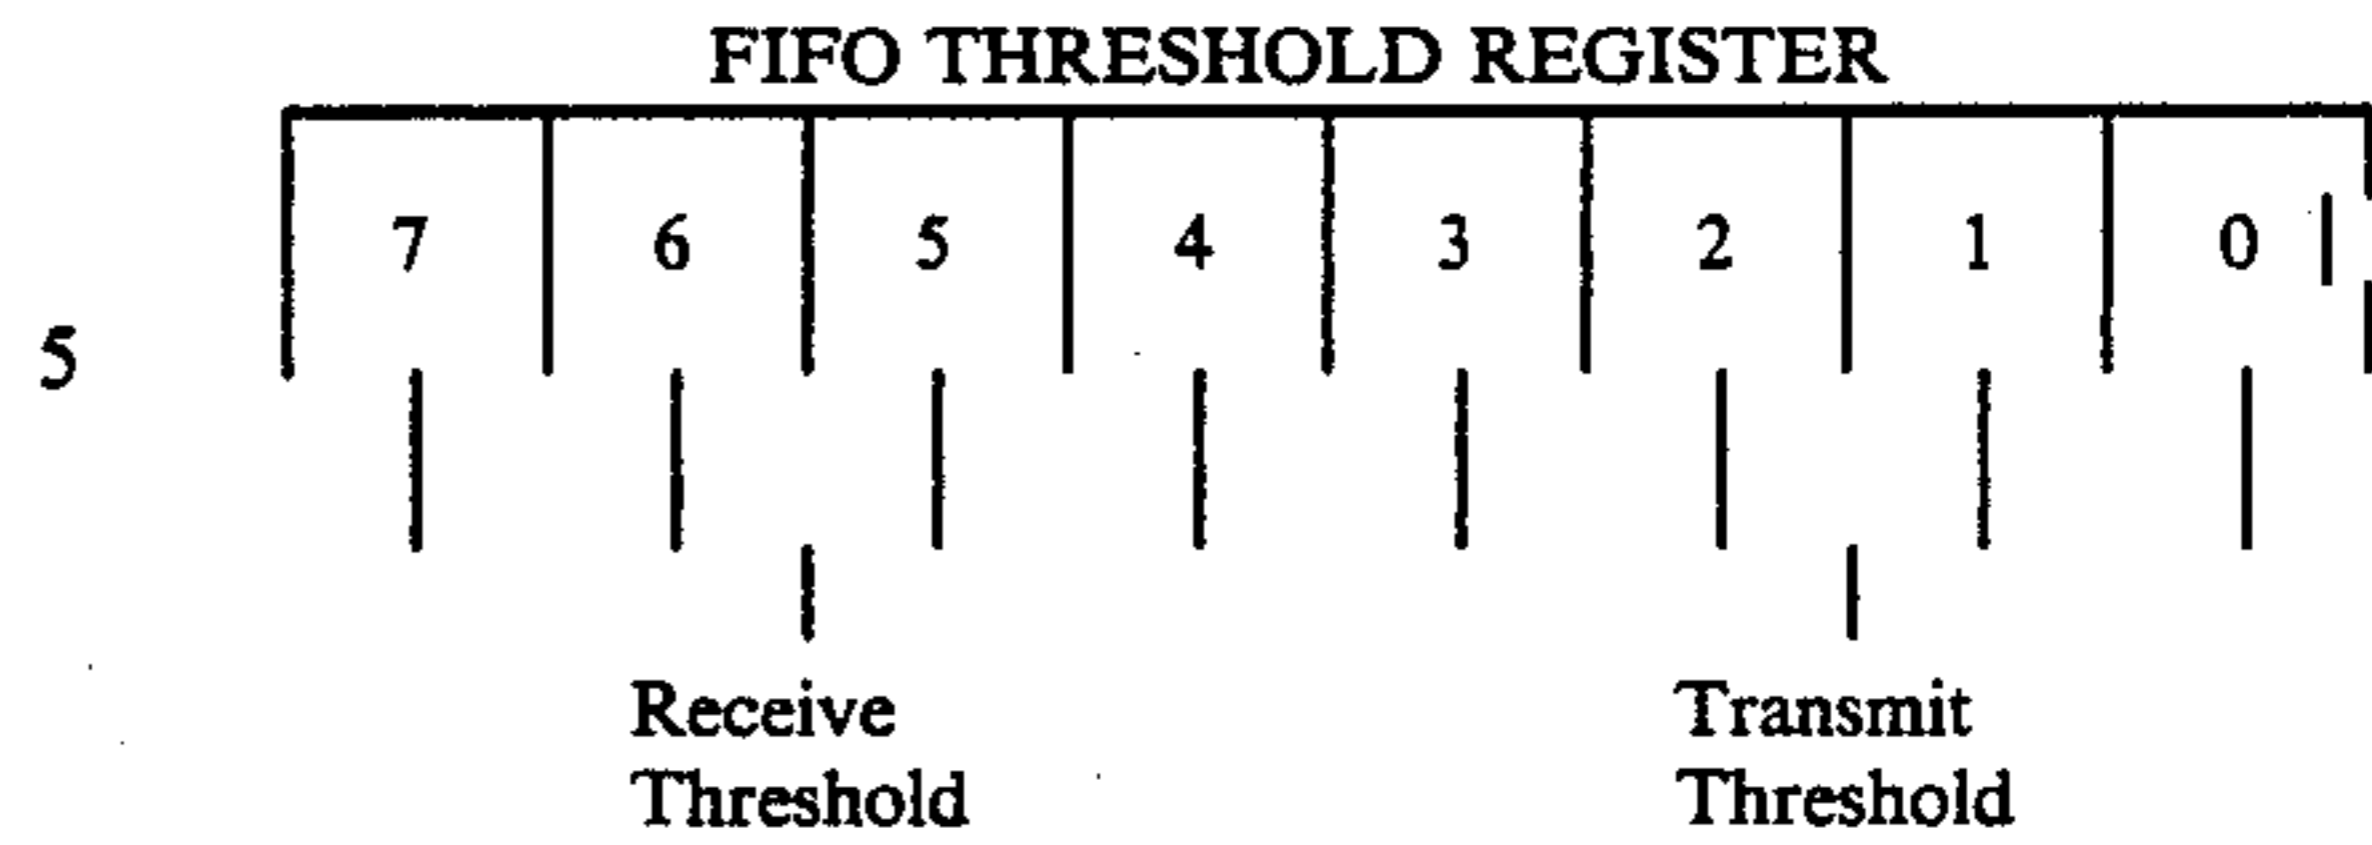 FIFO THRESHOLD REGISTER
7 6 5 4 3 2 1 0
5
Receive Transmit
Threshold Threshold